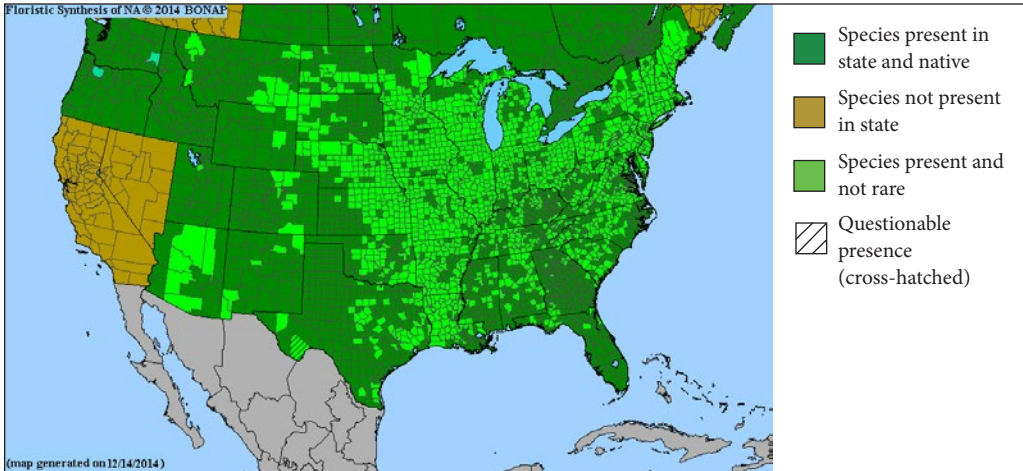 Floristic Synthesis of NA © 2014 BONAP
(map generated on 12/14/2014)
Species present in
state and native
Species not present
in state
Species present and
not rare
Questionable
presence
(cross-hatched)